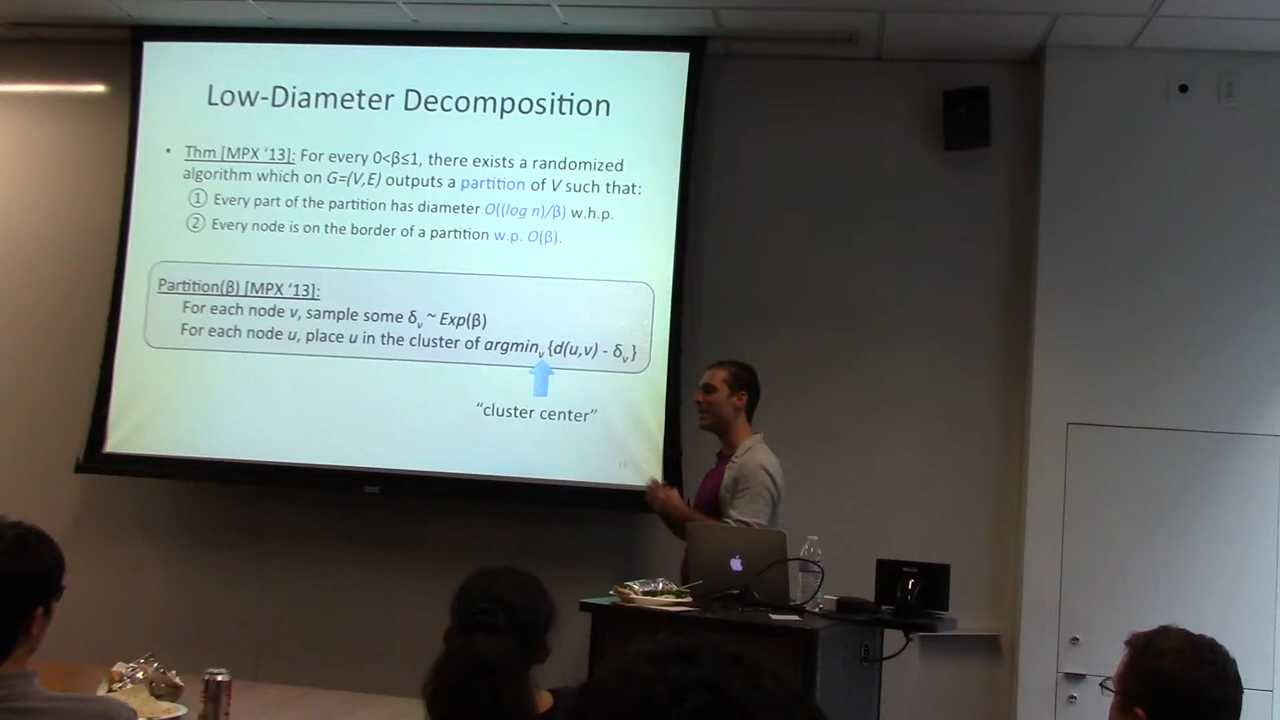 Low-Diameter Decomposition
• Thm [MPX '13]: For every 0<β≤1, there exists a randomized
algorithm which on G=(V,E) outputs a partition of V such that:
① Every part of the partition has diameter O((log n)/β) w.h.p.
② Every node is on the border of a partition w.p. O(β).
Partition(β) [MPX '13]:
For each node v, sample some δᵥ ~ Exp(β)
For each node u, place u in the cluster of argminᵥ {d(u,v) - δᵥ}
"cluster center"